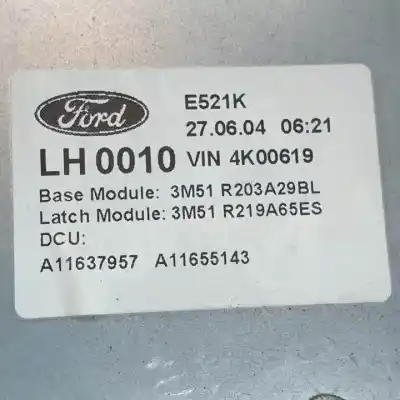 Ford
E521K
27.06.04 06:21
LH 0010 VIN 4K00619
Base Module: 3M51 R203A29BL
Latch Module: 3M51 R219A65ES
DCU:
A11637957 A11655143